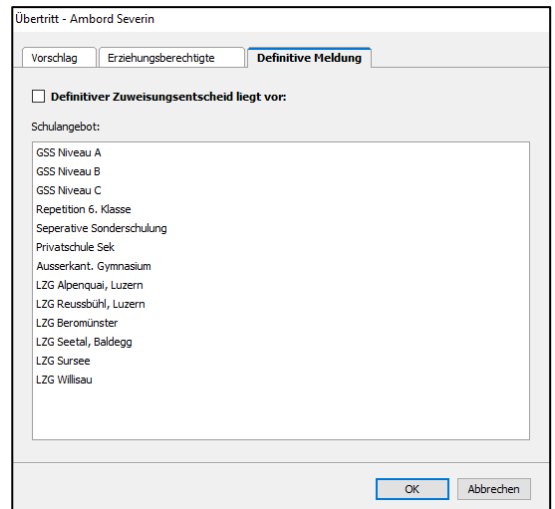 Übertritt - Ambord Severin
Vorschlag Erziehungsberechtigte Definitive Meldung
Definitiver Zuweisungsentscheid liegt vor:
Schulangebot:
GSS Niveau A
GSS Niveau B
GSS Niveau C
Repetition 6. Klasse
Seperative Sonderschulung
Privatschule Sek
Ausserkant. Gymnasium
LZG Alpenquai, Luzern
LZG Reussbühl, Luzern
LZG Beromünster
LZG Seetal, Baldegg
LZG Sursee
LZG Willisau
OK Abbrechen